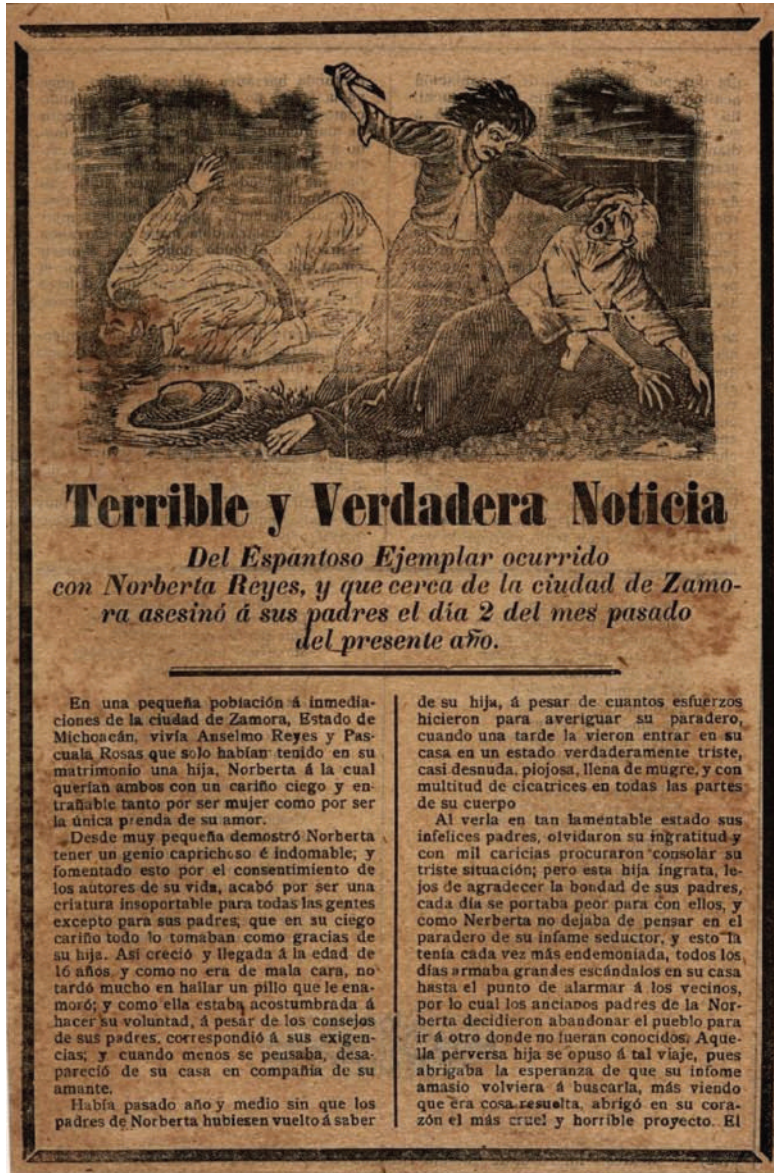 Terrible y Verdadera Noticia
Del Espantoso Ejemplar ocurrido
con Norberta Reyes, y que cerca de la ciudad de Zamo-
ra asesinó á sus padres el día 2 del mes pasado
del presente año.
En una pequeña población á inmedia-
ciones de la ciudad de Zamora, Estado de
Michoacán, vivía Anselmo Reyes y Pas-
cuala Rosas que solo habían tenido en su
matrimonio una hija, Norberta á la cual
querían ambos con un cariño ciego y en-
trañable tanto por ser mujer como por ser
la única prenda de su amor.
Desde muy pequeña demostró Norberta
tener un genio caprichoso é indomable; y
fomentado esto por el consentimiento de
los autores de su vida, acabó por ser una
criatura insoportable para todas las gentes
excepto para sus padres, que en su ciego
cariño todo lo tomaban como gracias de
su hija. Así creció y llegada á la edad de
16 años, y como no era de mala cara, no
tardó mucho en hallar un pillo que le ena-
moró; y como ella estaba acostumbrada á
hacer su voluntad, á pesar de los consejos
de sus padres, correspondió á sus exigen-
cias; y cuando menos se pensaba, desa-
pareció de su casa en compañía de su
amante.
Había pasado año y medio sin que los
padres de Norberta hubiesen vuelto á saber
de su hija, á pesar de cuantos esfuerzos
hicieron para averiguar su paradero,
cuando una tarde la vieron entrar en su
casa en un estado verdaderamente triste,
casi desnuda, piojosa, llena de mugre, y con
multitud de cicatrices en todas las partes
de su cuerpo
Al verla en tan lamentable estado sus
infelices padres, olvidaron su ingratitud y
con mil caricias procuraron consolar su
triste situación; pero esta hija ingrata, le-
jos de agradecer la bondad de sus padres,
cada día se portaba peor para con ellos, y
como Nerberta no dejaba de pensar en el
paradero de su infame seductor, y esto la
tenía cada vez más endemoniada, todos los
días armaba grandes escándalos en su casa
hasta el punto de alarmar á los vecinos,
por lo cual los ancianos padres de la Nor-
berta decidieron abandonar el pueblo para
ir á otro donde no fueran conocidos. Aque-
lla perversa hija se opuso á tal viaje, pues
abrigaba la esperanza de que su infome
amasio volviera á buscarla, más viendo
que era cosa resuelta, abrigó en su cora-
zón el más cruel y horrible proyecto. El